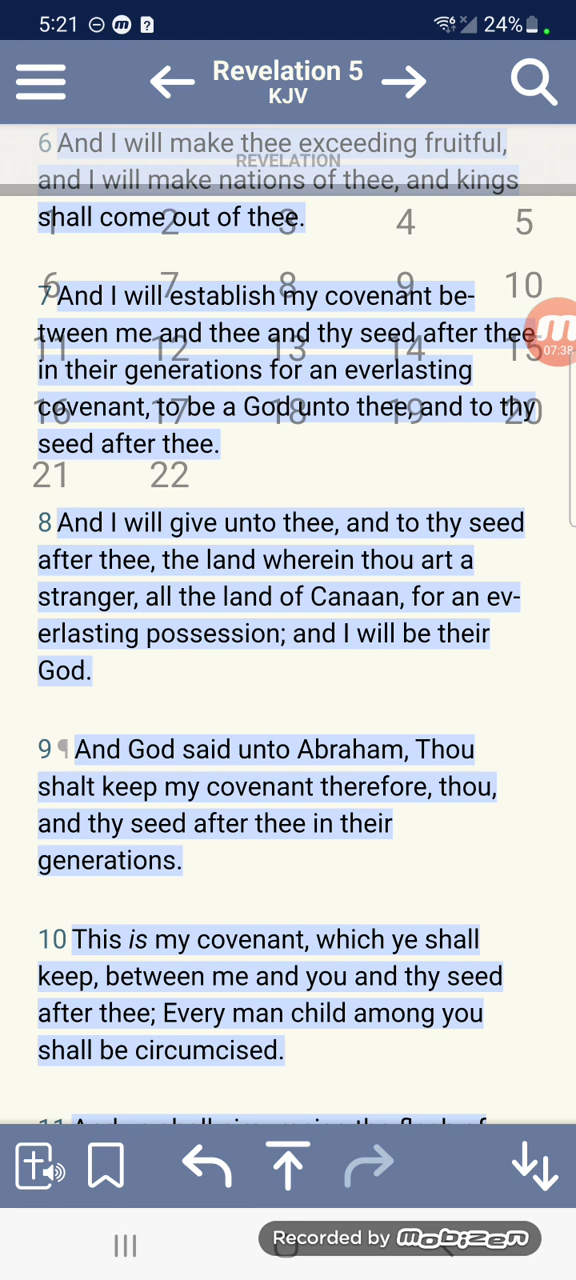 5:21 24%
Revelation 5
KJV
6 And I will make thee exceeding fruitful,
REVELATION
and I will make nations of thee, and kings
shall come out of thee.
1 2 3 4 5
6 7 8 9 10
7 And I will establish my covenant be-
tween me and thee and thy seed after thee
11 12 13 14 15
07:38
in their generations for an everlasting
covenant, to be a God unto thee, and to thy
16 17 18 19 20
seed after thee.
21 22
8 And I will give unto thee, and to thy seed
after thee, the land wherein thou art a
stranger, all the land of Canaan, for an ev-
erlasting possession; and I will be their
God.
9 ¶ And God said unto Abraham, Thou
shalt keep my covenant therefore, thou,
and thy seed after thee in their
generations.
10 This is my covenant, which ye shall
keep, between me and you and thy seed
after thee; Every man child among you
shall be circumcised.
Recorded by mobizen